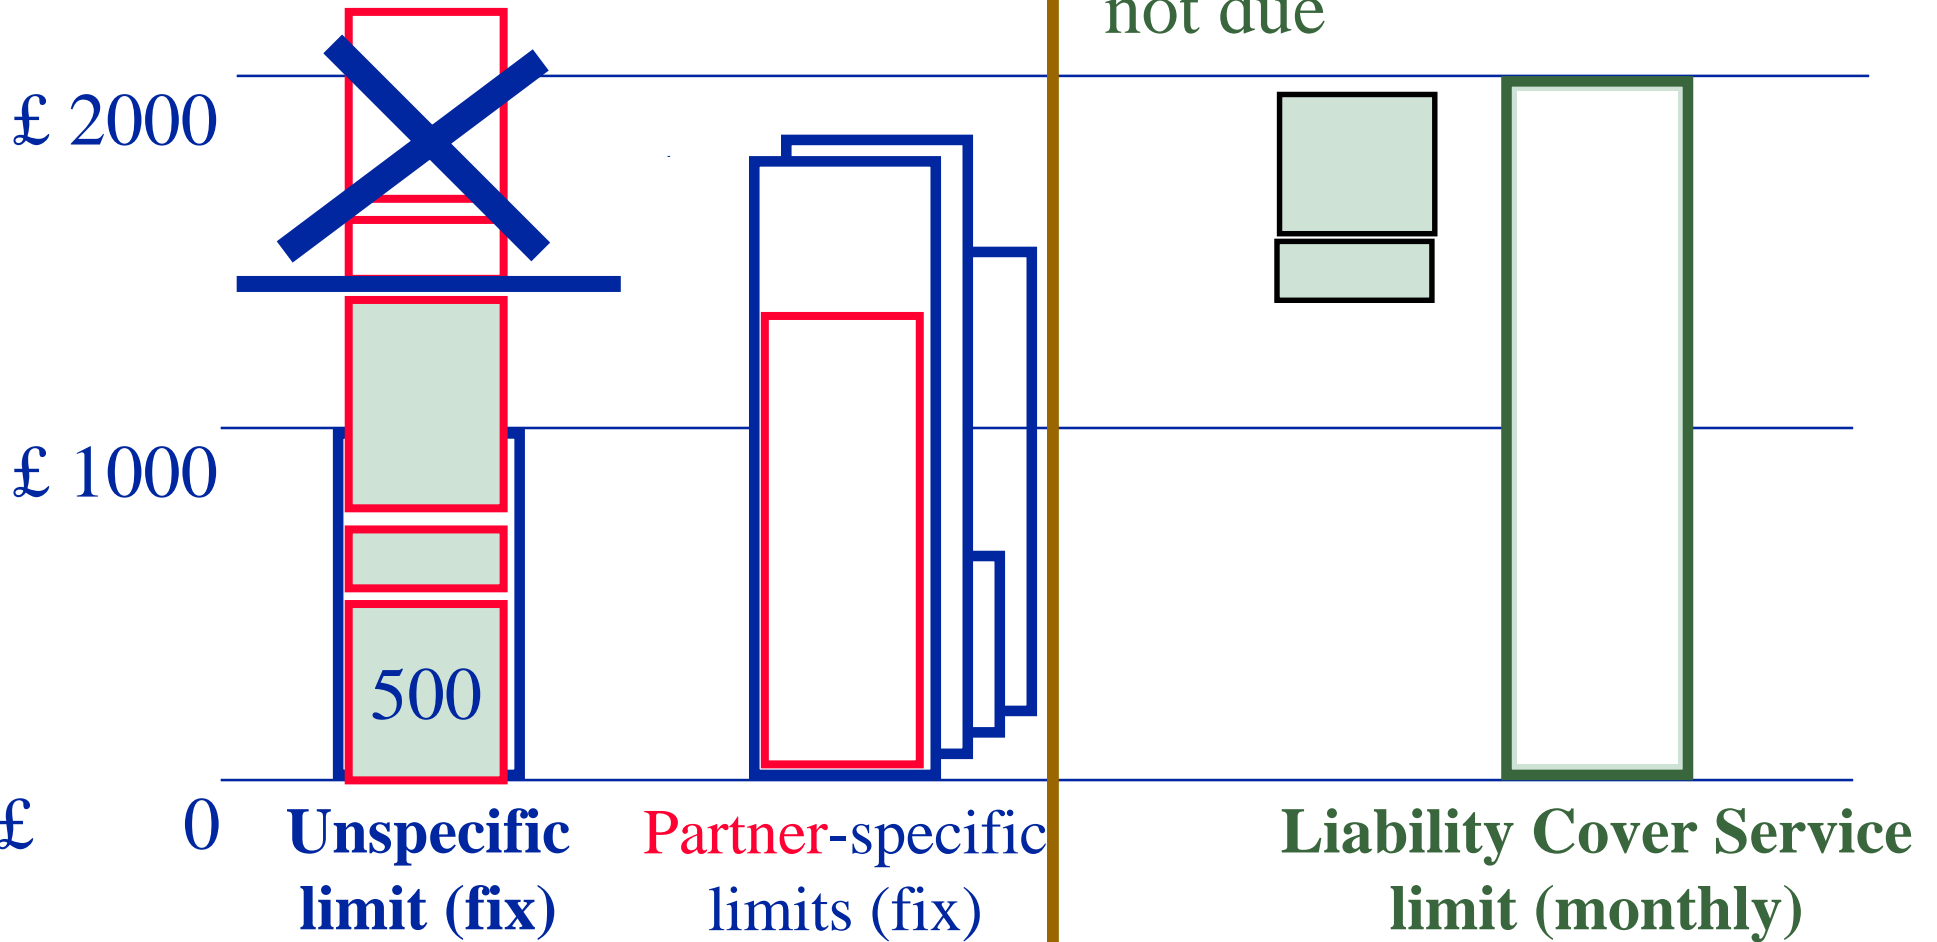 not due
£ 2000
£ 1000
500
£ 0
Unspecific
limit (fix)
Partner-specific
limits (fix)
Liability Cover Service
limit (monthly)